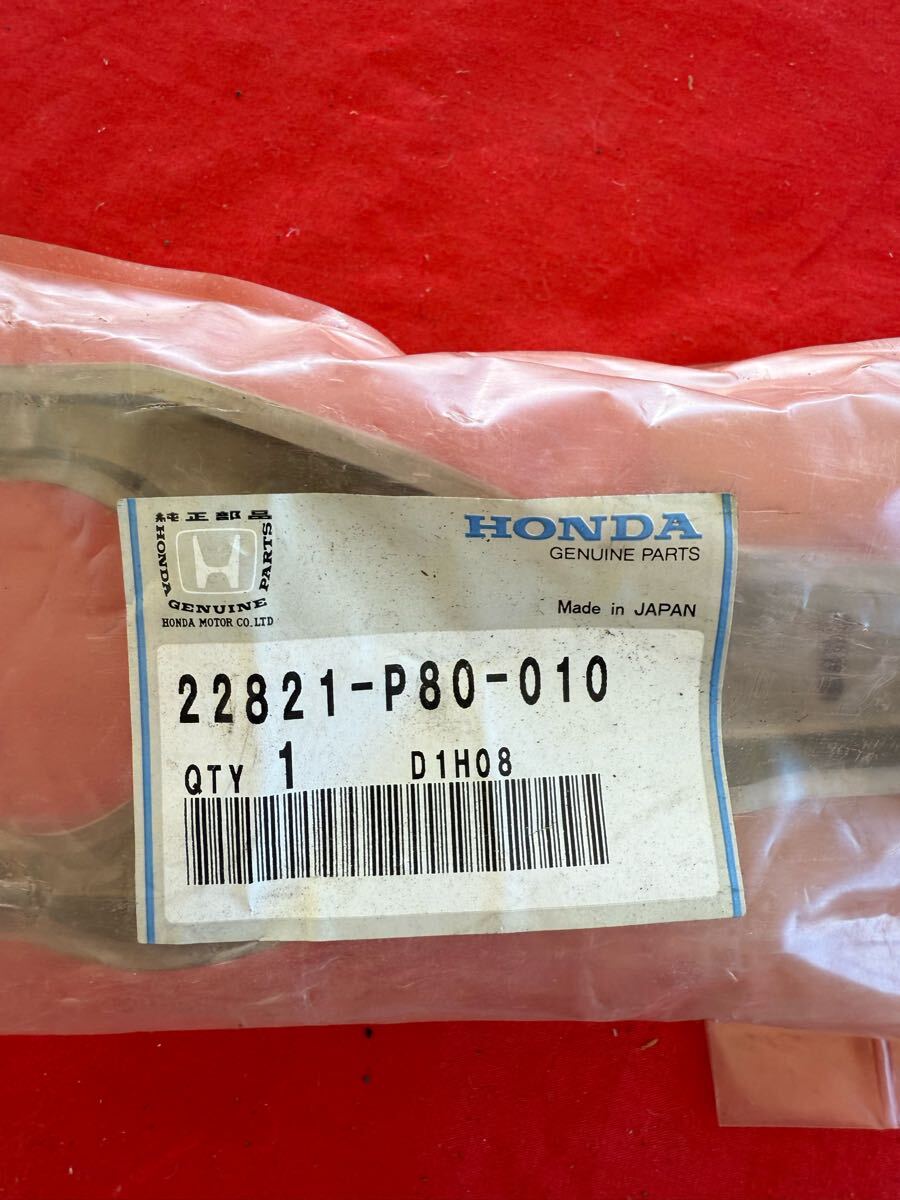 純正部品
HONDA
GENUINE
PARTS
HONDA MOTOR CO.LTD
HONDA
GENUINE PARTS
Made in JAPAN
22821-P80-010
QTY 1 D1H08